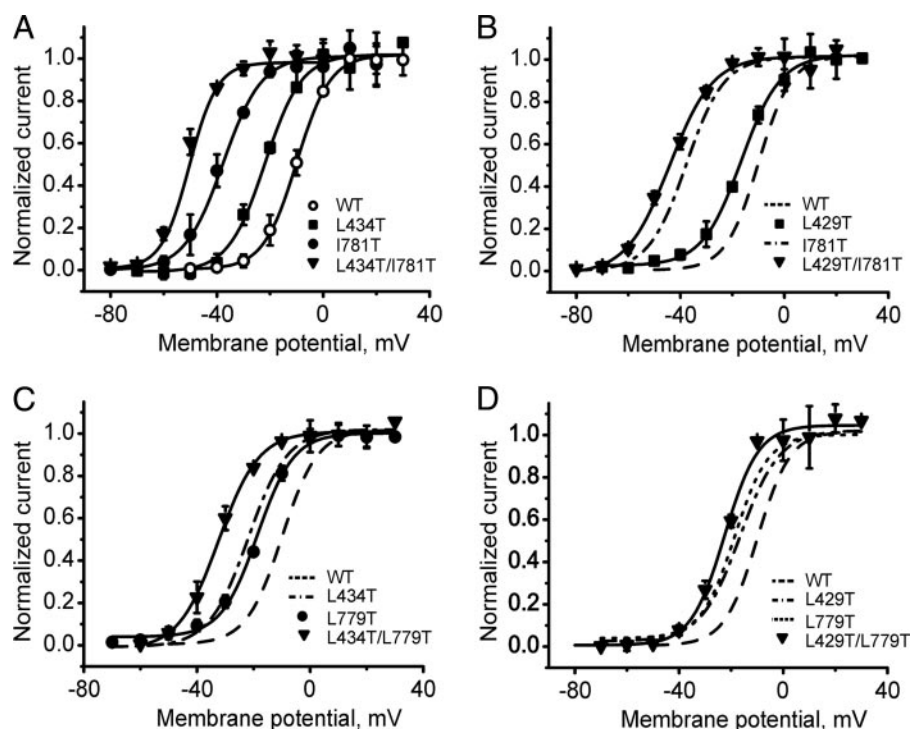 A
Normalized current
1.0
0.8
0.6
0.4
0.2
0.0
WT
L434T
I781T
L434T/I781T
-80
-40
0
40
Membrane potential, mV
B
Normalized current
1.0
0.8
0.6
0.4
0.2
0.0
WT
L429T
I781T
L429T/I781T
-80
-40
0
40
Membrane potential, mV
C
Normalized current
1.0
0.8
0.6
0.4
0.2
0.0
WT
L434T
L779T
L434T/L779T
-80
-40
0
40
Membrane potential, mV
D
Normalized current
1.0
0.8
0.6
0.4
0.2
0.0
WT
L429T
L779T
L429T/L779T
-80
-40
0
40
Membrane potential, mV